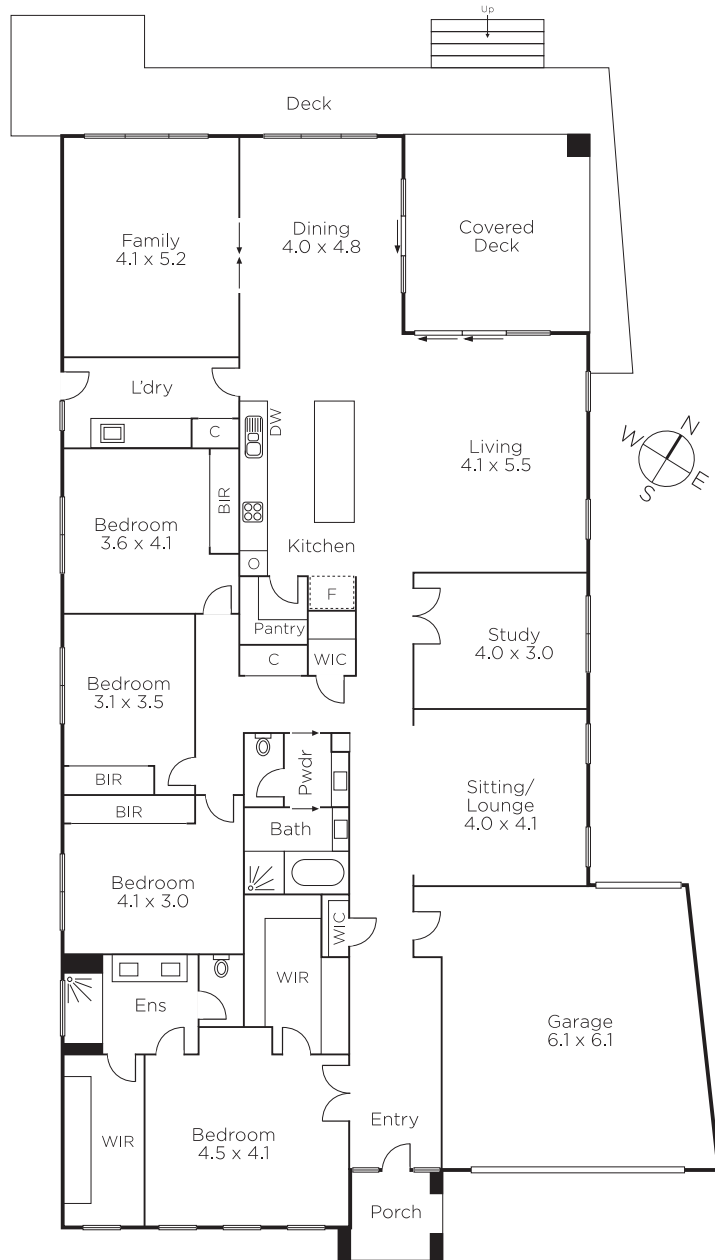 Up
Deck
Family
4.1 x 5.2
Dining
4.0 x 4.8
Covered
Deck
L'dry
C
DW
BIR
Living
4.1 x 5.5
N
W
E
S
Bedroom
3.6 x 4.1
Kitchen
O
F
Pantry
C
WIC
Study
4.0 x 3.0
Bedroom
3.1 x 3.5
BIR
BIR
Pwdr
Bath
Sitting/
Lounge
4.0 x 4.1
Bedroom
4.1 x 3.0
WIC
WIR
Ens
Garage
6.1 x 6.1
WIR
Bedroom
4.5 x 4.1
Entry
Porch